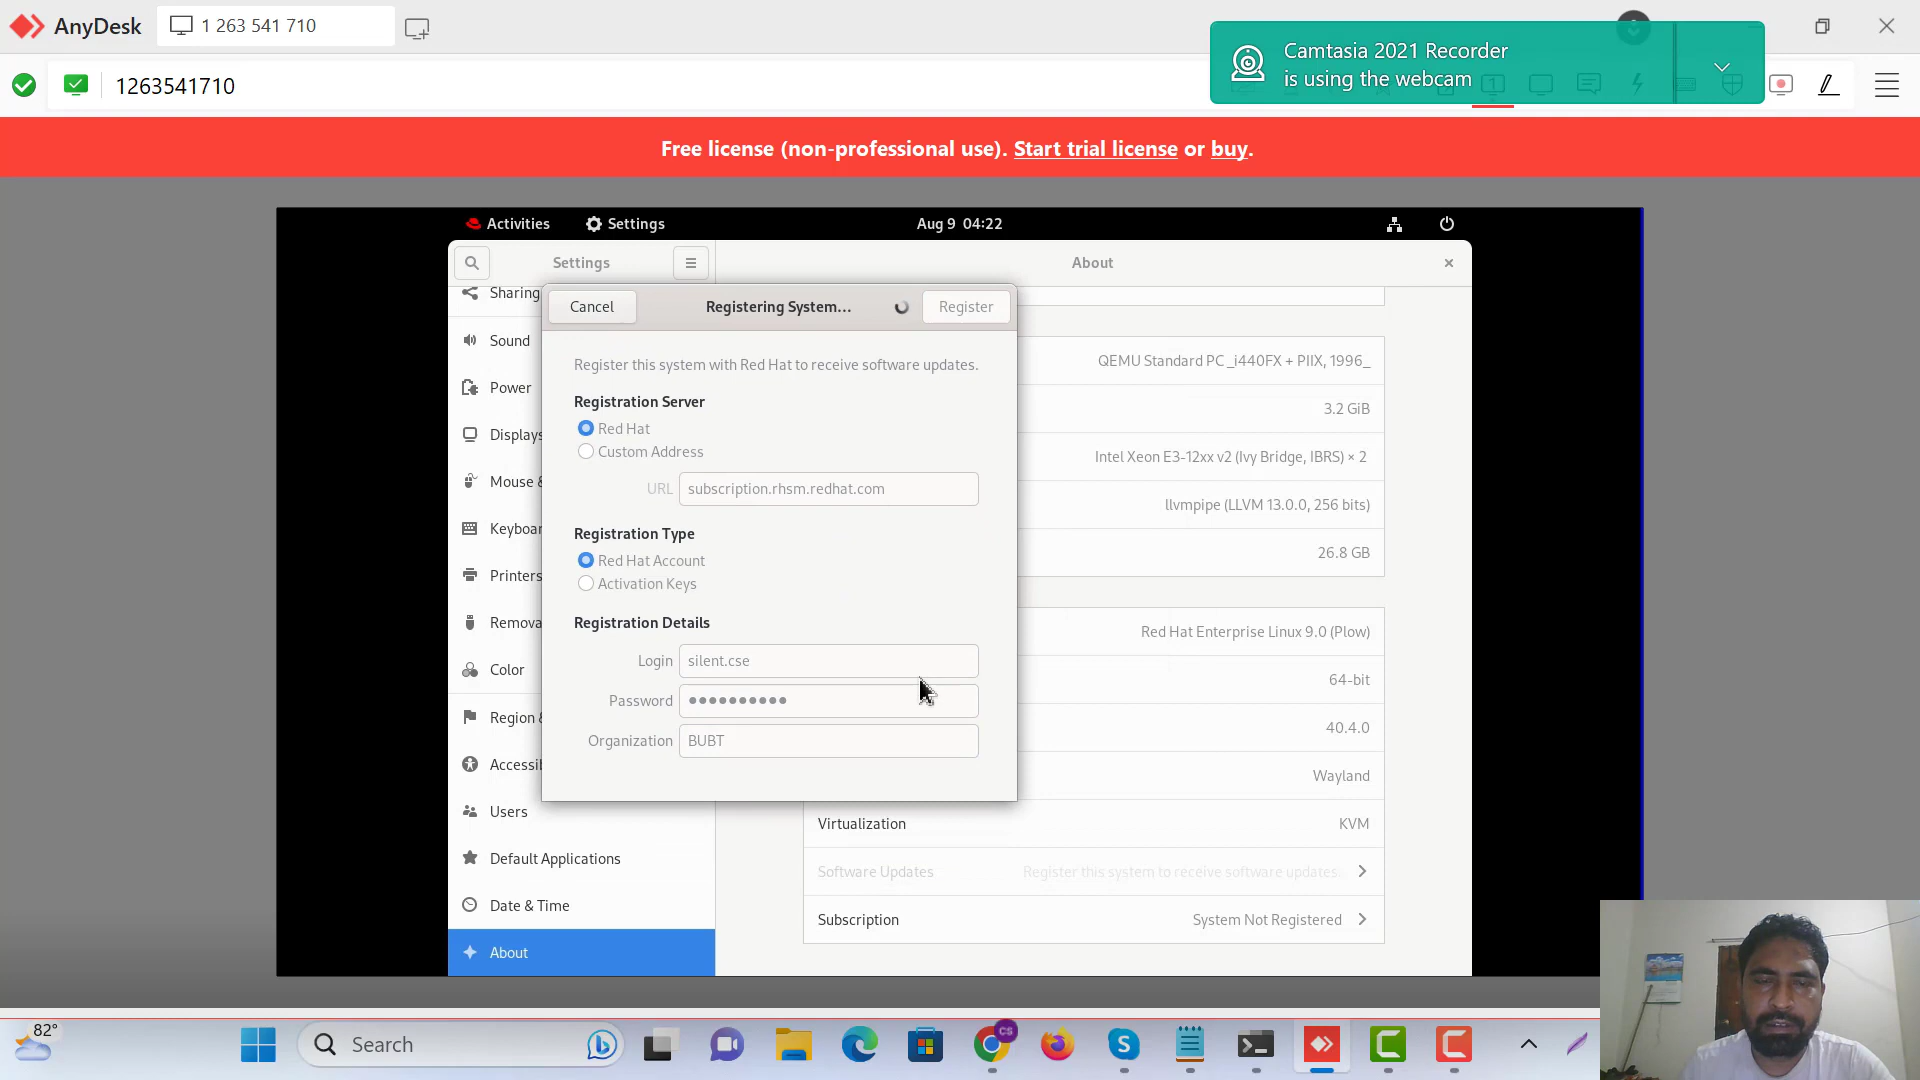 AnyDesk
1 263 541 710
Camtasia 2021 Recorder
is using the webcam
1263541710
1
Free license (non-professional use). Start trial license or buy.
Activities
Settings
Aug 9 04:22
Settings
About
Sharing
Cancel
Registering System...
Register
Sound
Register this system with Red Hat to receive software updates.
QEMU Standard PC _i440FX + PIIX, 1996_
Power
Registration Server
3.2 GiB
Red Hat
Displays
Custom Address
Intel Xeon E3-12xx v2 (Ivy Bridge, IBRS) × 2
Mouse &
URL
subscription.rhsm.redhat.com
llvmpipe (LLVM 13.0.0, 256 bits)
Keyboar
Registration Type
Red Hat Account
26.8 GB
Printers
Activation Keys
Remova
Registration Details
Red Hat Enterprise Linux 9.0 (Plow)
Color
Login
silent.cse
64-bit
Password
Region &
Organization
BUBT
40.4.0
Accessib
Wayland
Users
Virtualization
KVM
Default Applications
Software Updates
Register this system to receive software updates.
Date & Time
Subscription
System Not Registered
About
82°
Search
CS